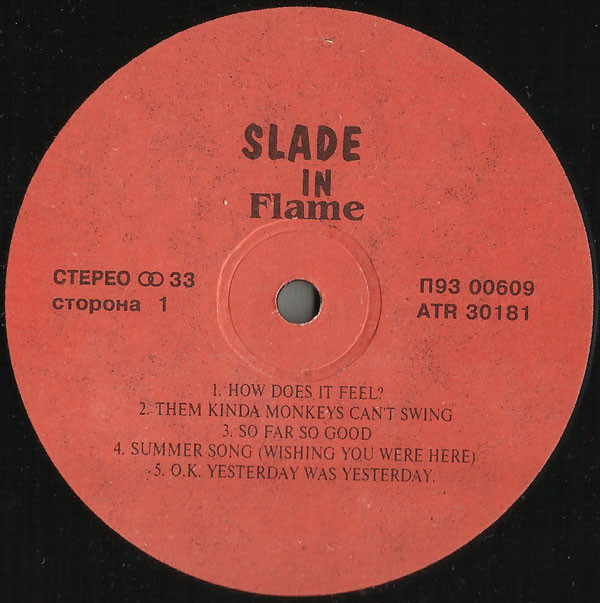 SLADE
IN
Flame
СТЕРЕО ꝏ 33
сторона 1
П93 00609
ATR 30181
1. HOW DOES IT FEEL?
2. THEM KINDA MONKEYS CAN'T SWING
3. SO FAR SO GOOD
4. SUMMER SONG (WISHING YOU WERE HERE)
5. O.K. YESTERDAY WAS YESTERDAY.